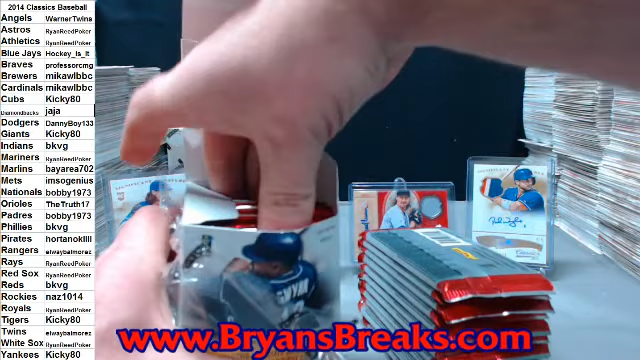 2014 Classics Baseball
Angels WarnerTwins
Astros RyanReedPoker
Athletics RyanReedPoker
Blue Jays Hockey_Is_It
Braves professorcmg
Brewers mikawlbbc
Cardinals mikawlbbc
Cubs Kicky80
Diamondbacks jaja
Dodgers DannyBoy133
Giants Kicky80
Indians bkvg
Mariners RyanReedPoker
Marlins bayarea702
Mets imsogenius
Nationals bobby1973
Orioles TheTruth17
Padres bobby1973
Phillies bkvg
Pirates hortanokilll
Rangers elwaybalmorez
Rays RyanReedPoker
Red Sox RyanReedPoker
Reds bkvg
Rockies naz1014
Royals RyanReedPoker
Tigers Kicky80
Twins elwaybalmorez
White Sox RyanReedPoker
Yankees Kicky80
www.BryansBreaks.com